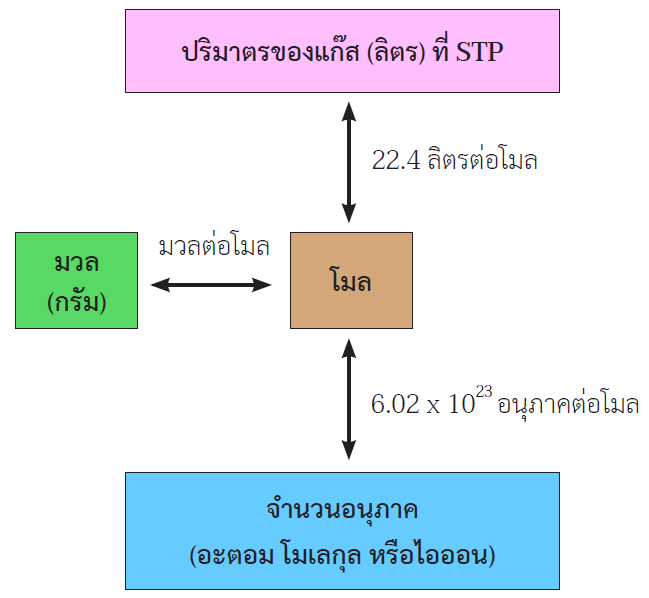 ปริมาตรของแก๊ส (ลิตร) ที่ STP
22.4 ลิตรต่อโมล
มวลต่อโมล
มวล
(กรัม)
โมล
6.02 x 10²³ อนุภาคต่อโมล
จำนวนอนุภาค
(อะตอม โมเลกุล หรือไอออน)